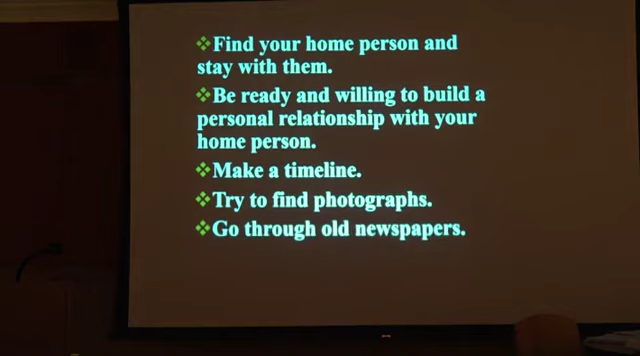 ❖Find your home person and
stay with them.
❖Be ready and willing to build a
personal relationship with your
home person.
❖Make a timeline.
❖Try to find photographs.
❖Go through old newspapers.